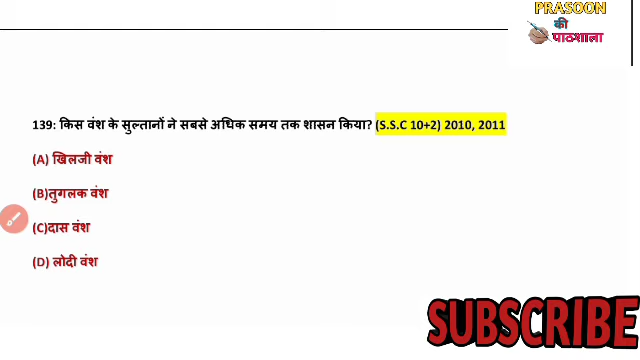 PRASOON
की
पाठशाला
139: किस वंश के सुल्तानों ने सबसे अधिक समय तक शासन किया? (S.S.C 10+2) 2010, 2011
(A) खिलजी वंश
(B)तुगलक वंश
(C)दास वंश
(D) लोदी वंश
SUBSCRIBE